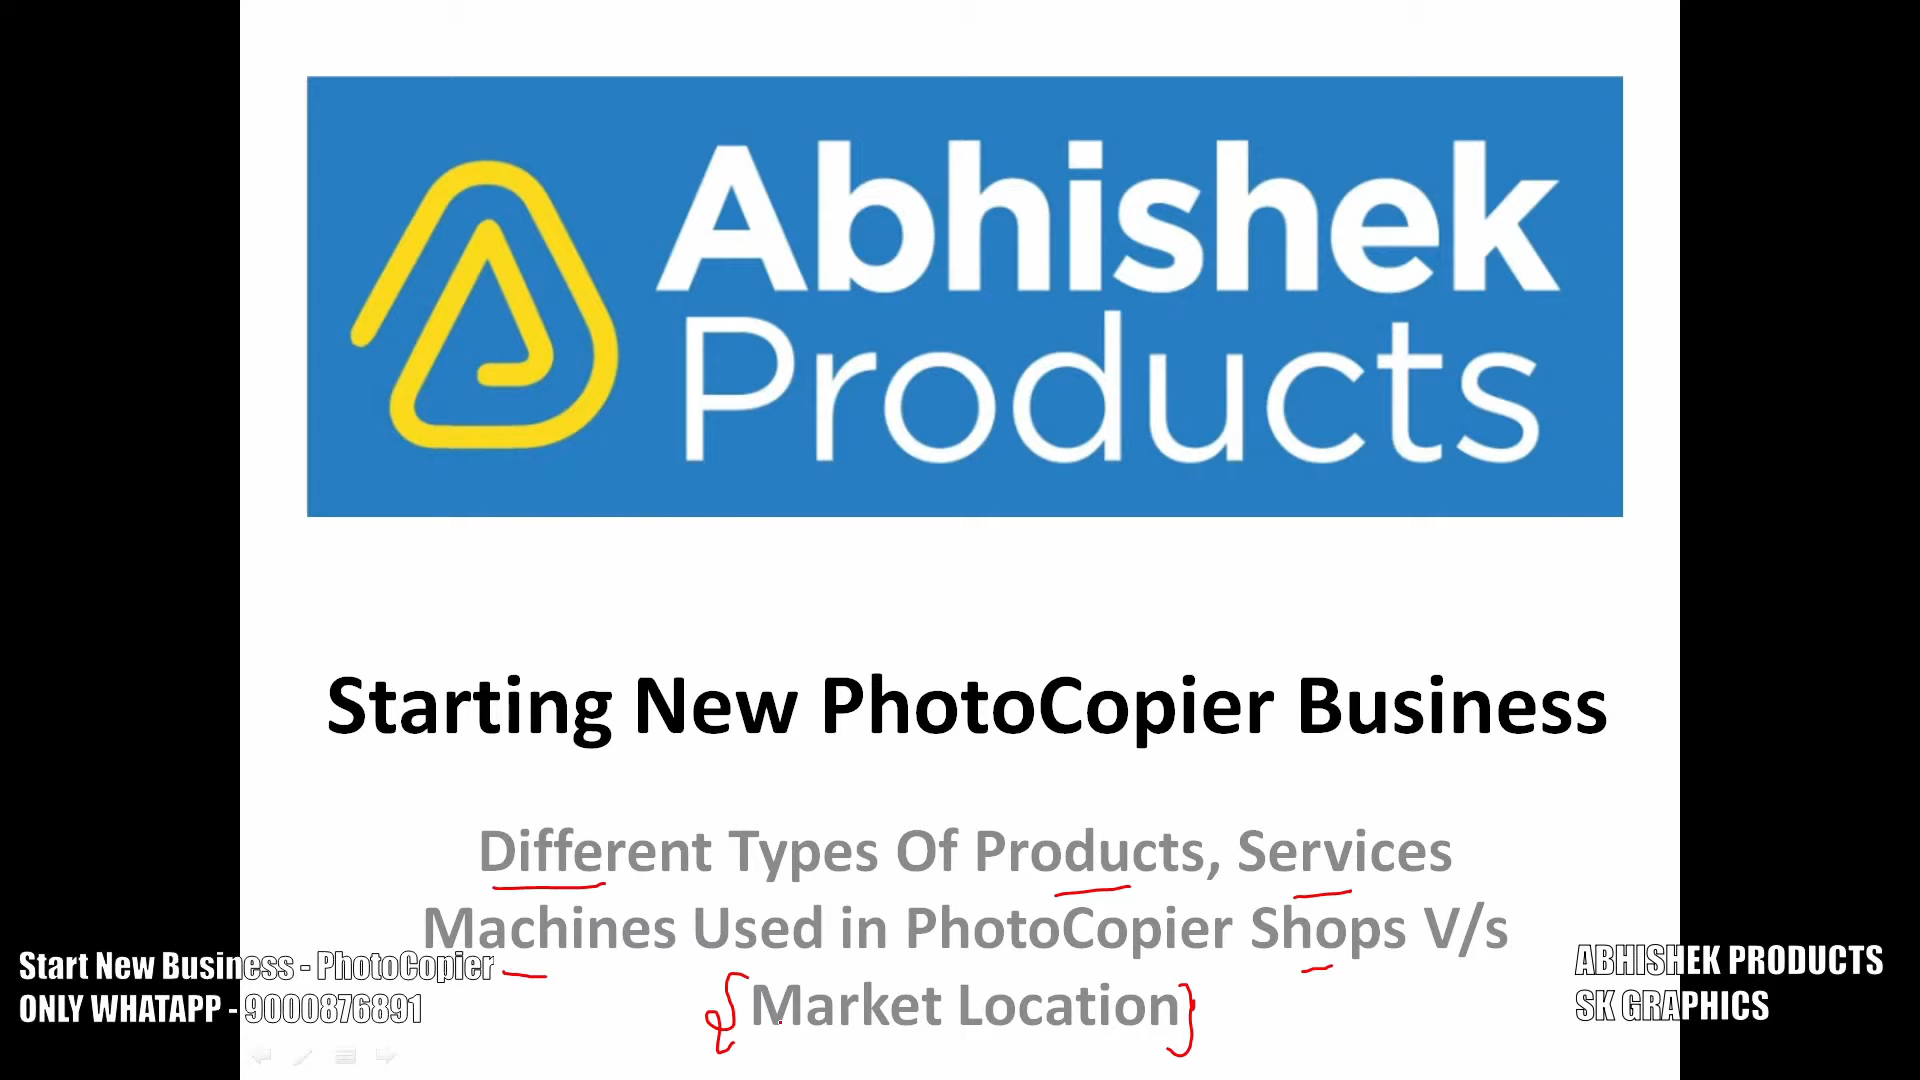 Abhishek
Products
Starting New PhotoCopier Business
Different Types Of Products, Services
Machines Used in PhotoCopier Shops V/s
Market Location
Start New Business - PhotoCopier
ONLY WHATAPP - 9000876891
ABHISHEK PRODUCTS
SK GRAPHICS